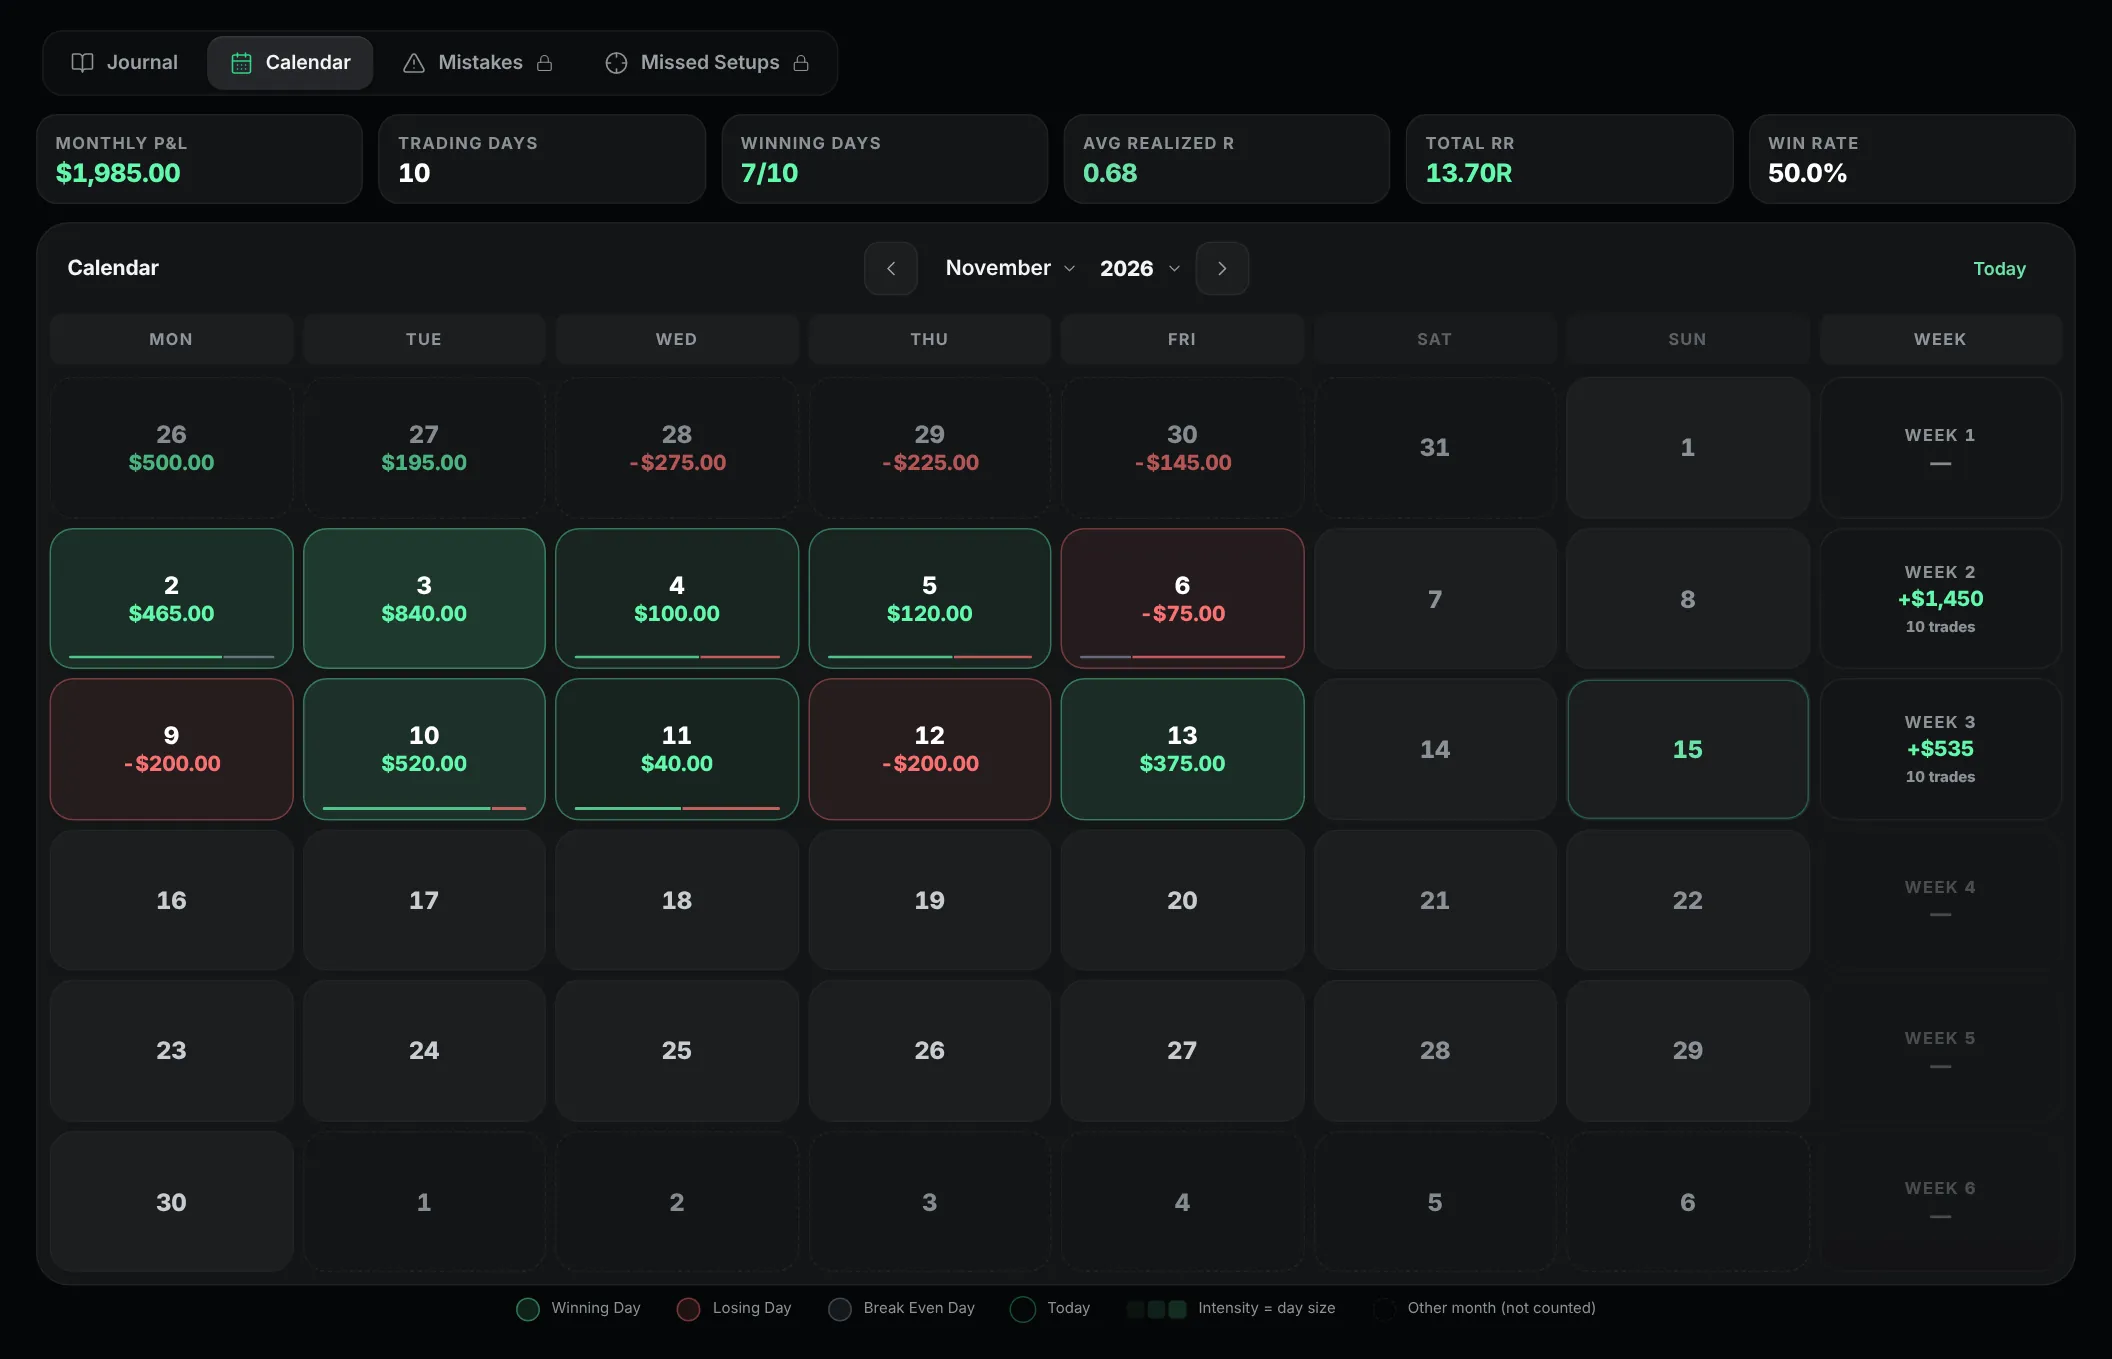 Journal Calendar Mistakes Missed Setups
MONTHLY P&L TRADING DAYS WINNING DAYS AVG REALIZED R TOTAL RR WIN RATE
$1,985.00 10 7/10 0.68 13.70R 50.0%
Calendar November 2026 Today
MON TUE WED THU FRI SAT SUN WEEK
26 27 28 29 30 31 1 WEEK 1
$500.00 $195.00 -$275.00 -$225.00 -$145.00 —
2 3 4 5 6 7 8 WEEK 2
$465.00 $840.00 $100.00 $120.00 -$75.00 +$1,450
10 trades
9 10 11 12 13 14 15 WEEK 3
-$200.00 $520.00 $40.00 -$200.00 $375.00 +$535
10 trades
16 17 18 19 20 21 22 WEEK 4
—
23 24 25 26 27 28 29 WEEK 5
—
30 1 2 3 4 5 6 WEEK 6
—
Winning Day Losing Day Break Even Day Today Intensity = day size Other month (not counted)